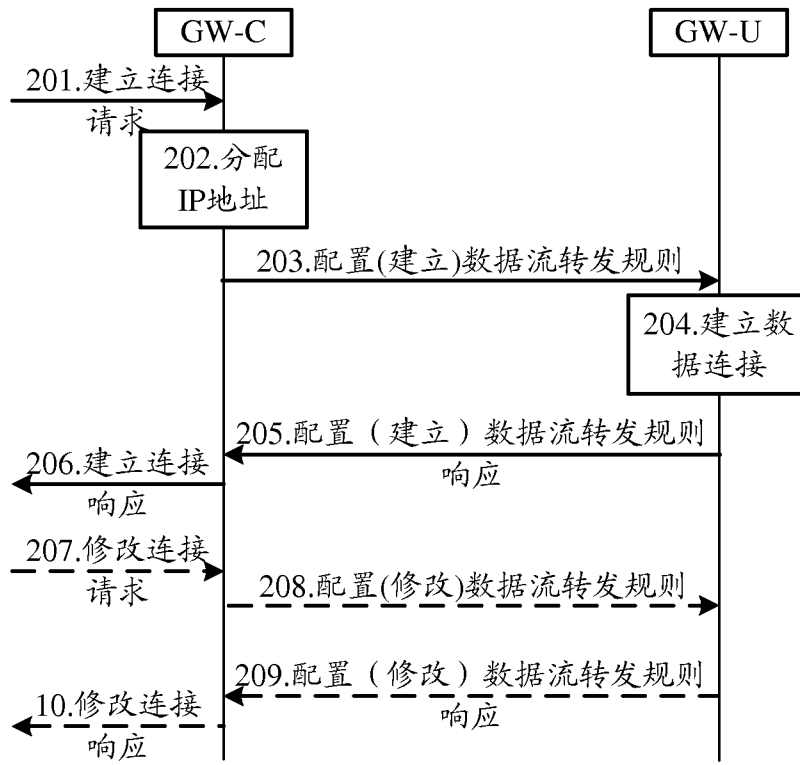 GW-C
GW-U
201.建立连接
请求
202.分配
IP地址
203.配置(建立)数据流转发规则
204.建立数
据连接
205.配置（建立）数据流转发规则
响应
206.建立连接
响应
207.修改连接
请求
208.配置(修改)数据流转发规则
209.配置（修改）数据流转发规则
响应
10.修改连接
响应